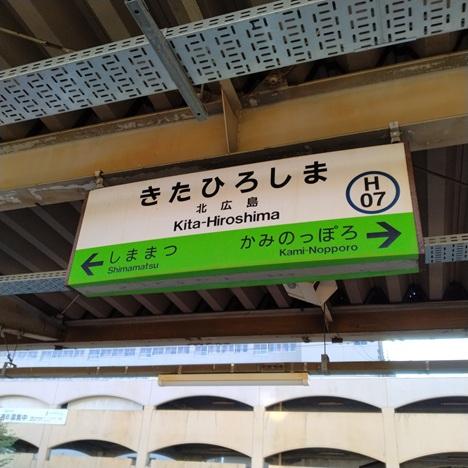 きたひろしま
北広島
Kita-Hiroshima
H
07
しままつ
Shimamatsu
かみのっぽろ
Kami-Nopporo